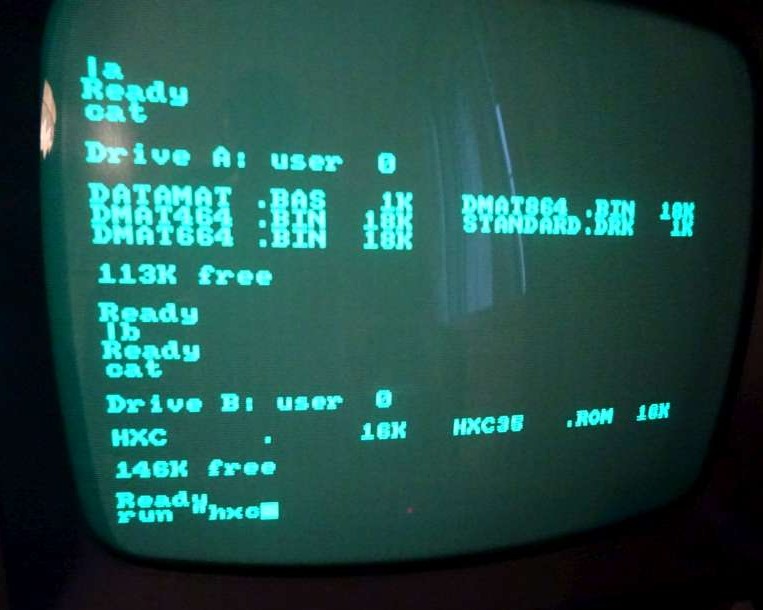 |a
Ready
cat
Drive A: user 0
DATAMAT .BAS 1K DMAT664 .BIN 18K
DMAT464 .BIN 18K STANDARD.DRK 1K
DMAT664 .BIN 18K
113K free
Ready
|b
Ready
cat
Drive B: user 0
HXC . 16K HXC35 .ROM 16K
146K free
Ready
run "hxc